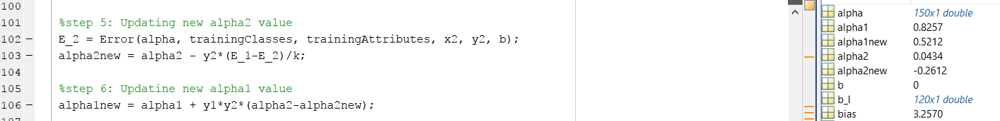 100
101 %step 5: Updating new alpha2 value
102 – E_2 = Error(alpha, trainingClasses, trainingAttributes, x2, y2, b);
103 – alpha2new = alpha2 - y2*(E_1-E_2)/k;
104
105 %step 6: Updatine new alpha1 value
106 – alpha1new = alpha1 + y1*y2*(alpha2-alpha2new);
107
alpha 150x1 double
alpha1 0.8257
alpha1new 0.5212
alpha2 0.0434
alpha2new -0.2612
b 0
b_I 120x1 double
bias 3.2570